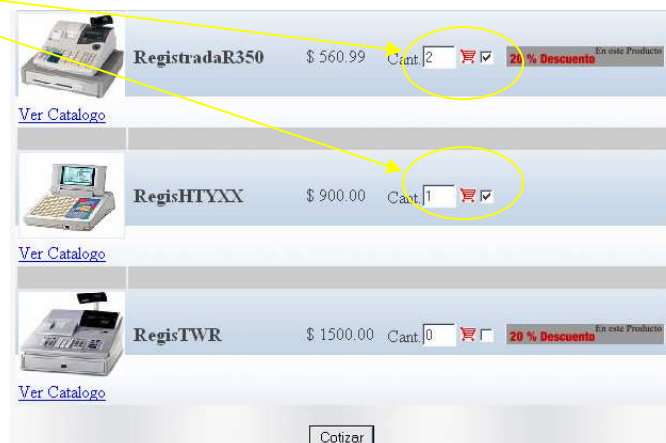 RegistradaR350 $ 560.99 Cant. 2 20 % Descuento En este Producto
Ver Catalogo
RegisHTYXX $ 900.00 Cant. 1
Ver Catalogo
RegisTWR $ 1500.00 Cant. 0 20 % Descuento En este Producto
Ver Catalogo
Cotizar